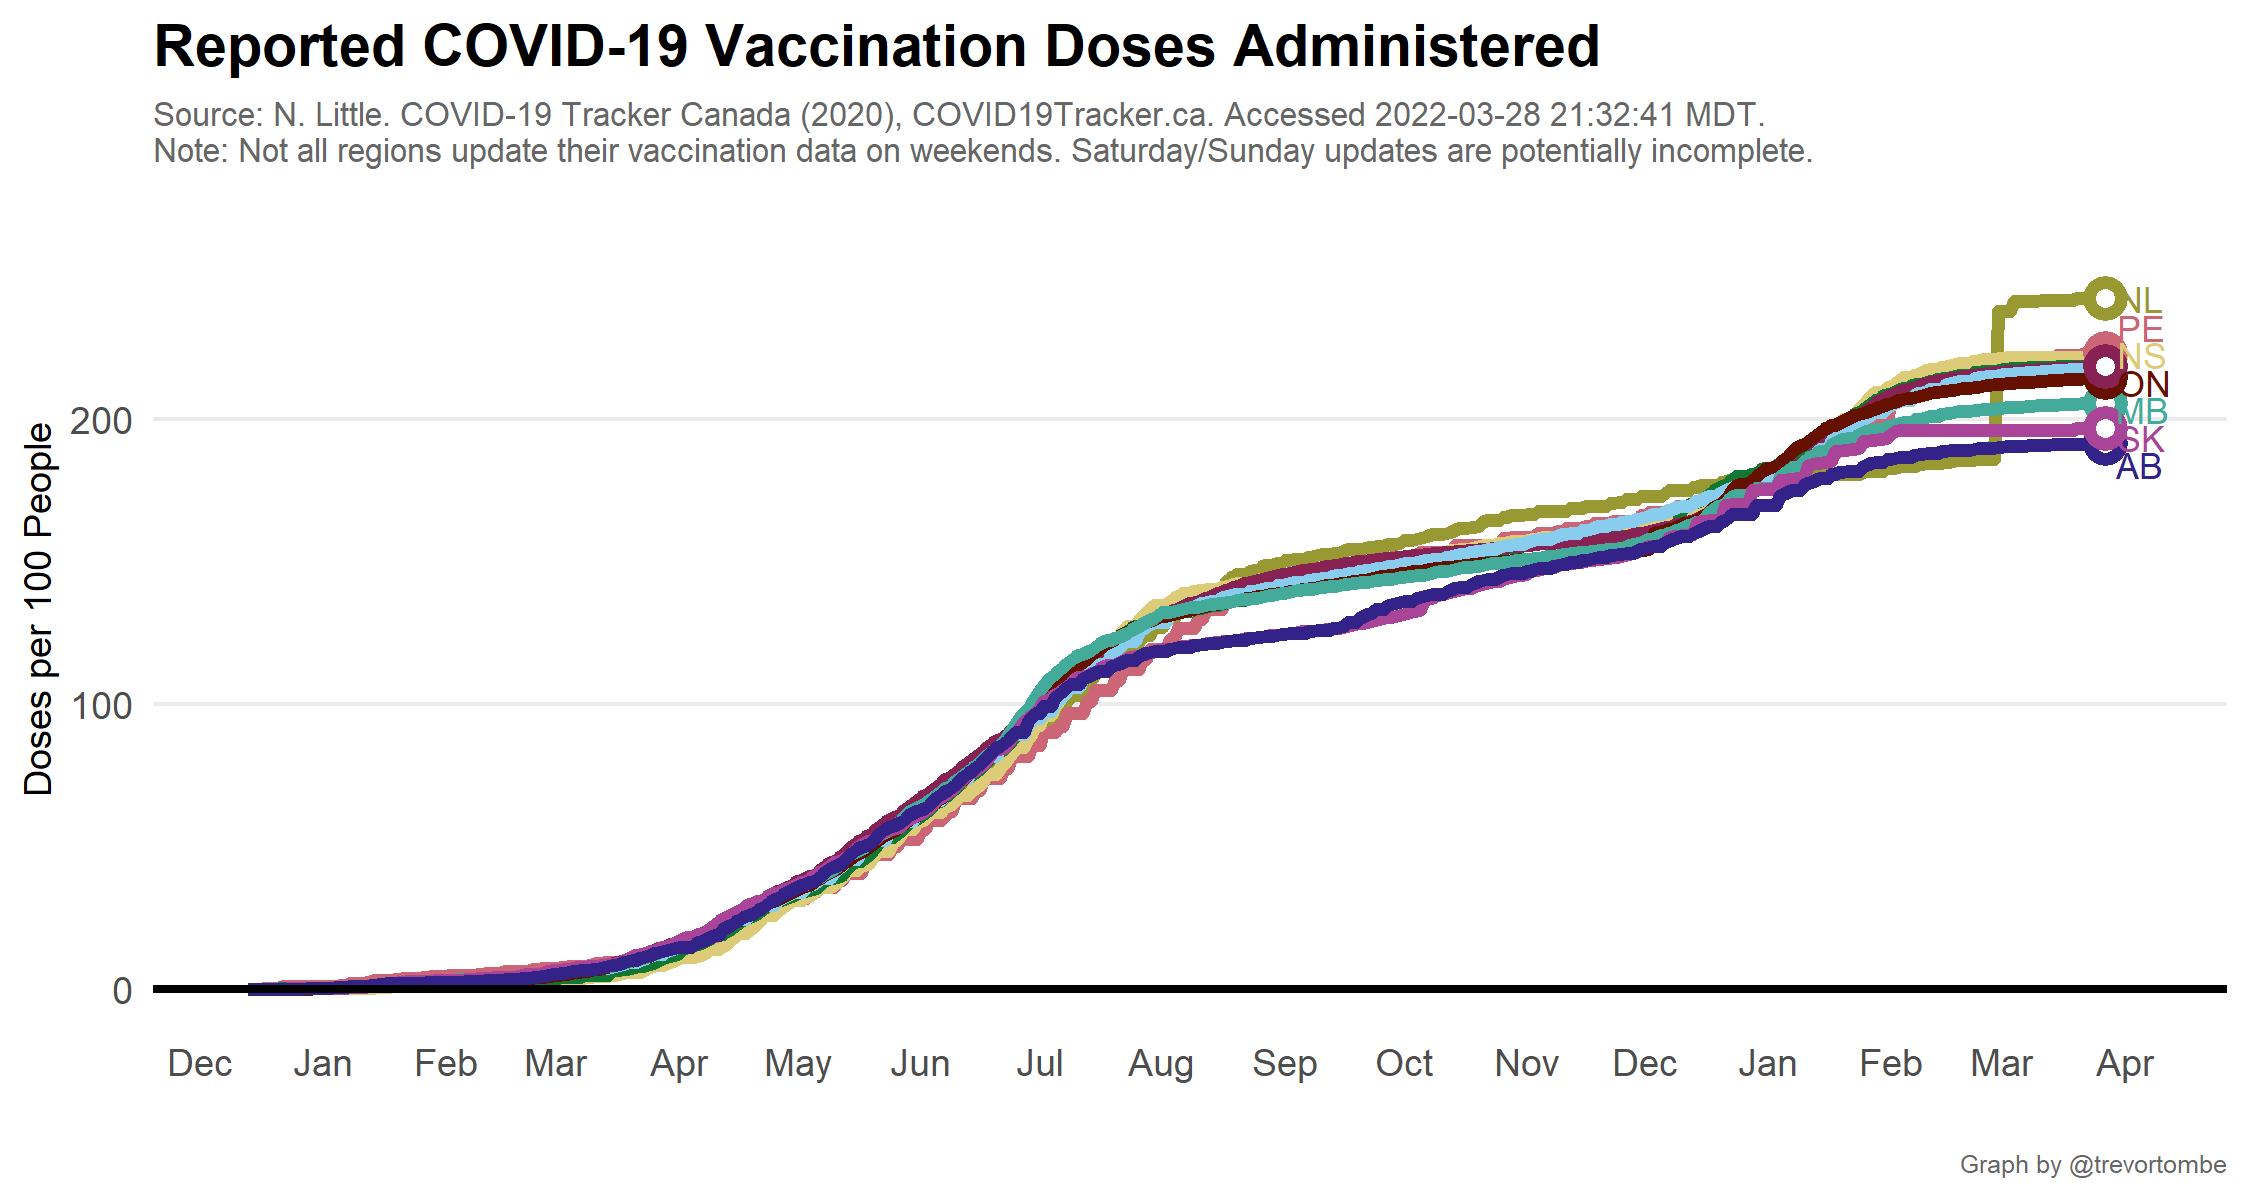 Reported COVID-19 Vaccination Doses Administered
Source: N. Little. COVID-19 Tracker Canada (2020), COVID19Tracker.ca. Accessed 2022-03-28 21:32:41 MDT.
Note: Not all regions update their vaccination data on weekends. Saturday/Sunday updates are potentially incomplete.
Doses per 100 People
200
100
0
NL
PE
NS
ON
MB
SK
AB
Dec Jan Feb Mar Apr May Jun Jul Aug Sep Oct Nov Dec Jan Feb Mar Apr
Graph by @trevortombe